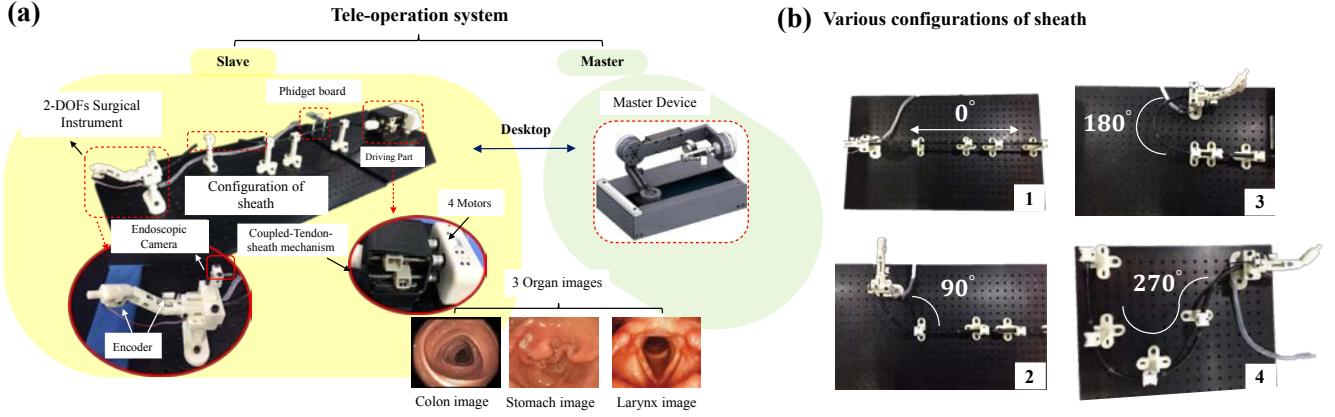 (a)
Tele-operation system
Slave
Master
2-DOFs Surgical
Instrument
Phidget board
Driving Part
Configuration of
sheath
Desktop
Master Device
Endoscopic
Camera
Coupled-Tendon-
sheath mechanism
4 Motors
Encoder
3 Organ images
Colon image
Stomach image
Larynx image
(b)
Various configurations of sheath
0°
1
90°
2
180°
3
270°
4